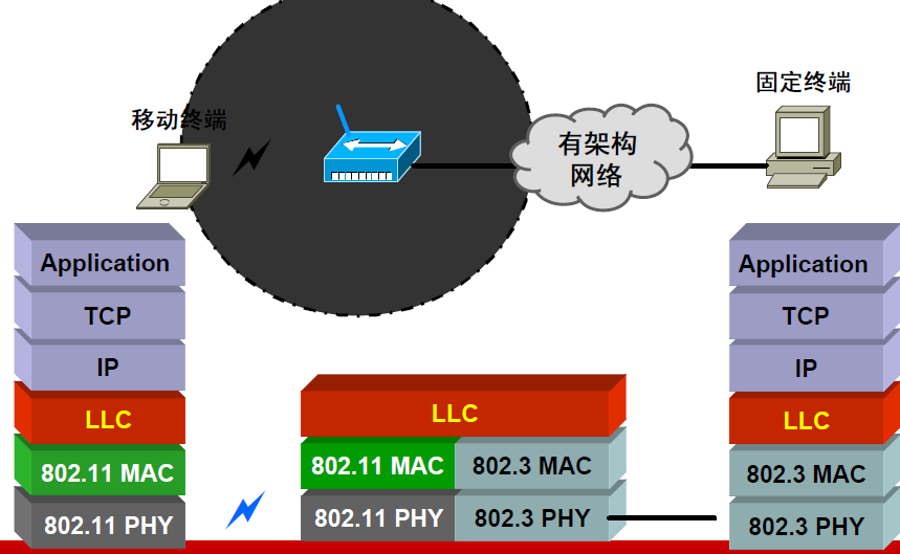 移动终端
固定终端
有架构
网络
Application
TCP
IP
LLC
802.11 MAC
802.11 PHY
LLC
802.11 MAC
802.3 MAC
802.11 PHY
802.3 PHY
Application
TCP
IP
LLC
802.3 MAC
802.3 PHY